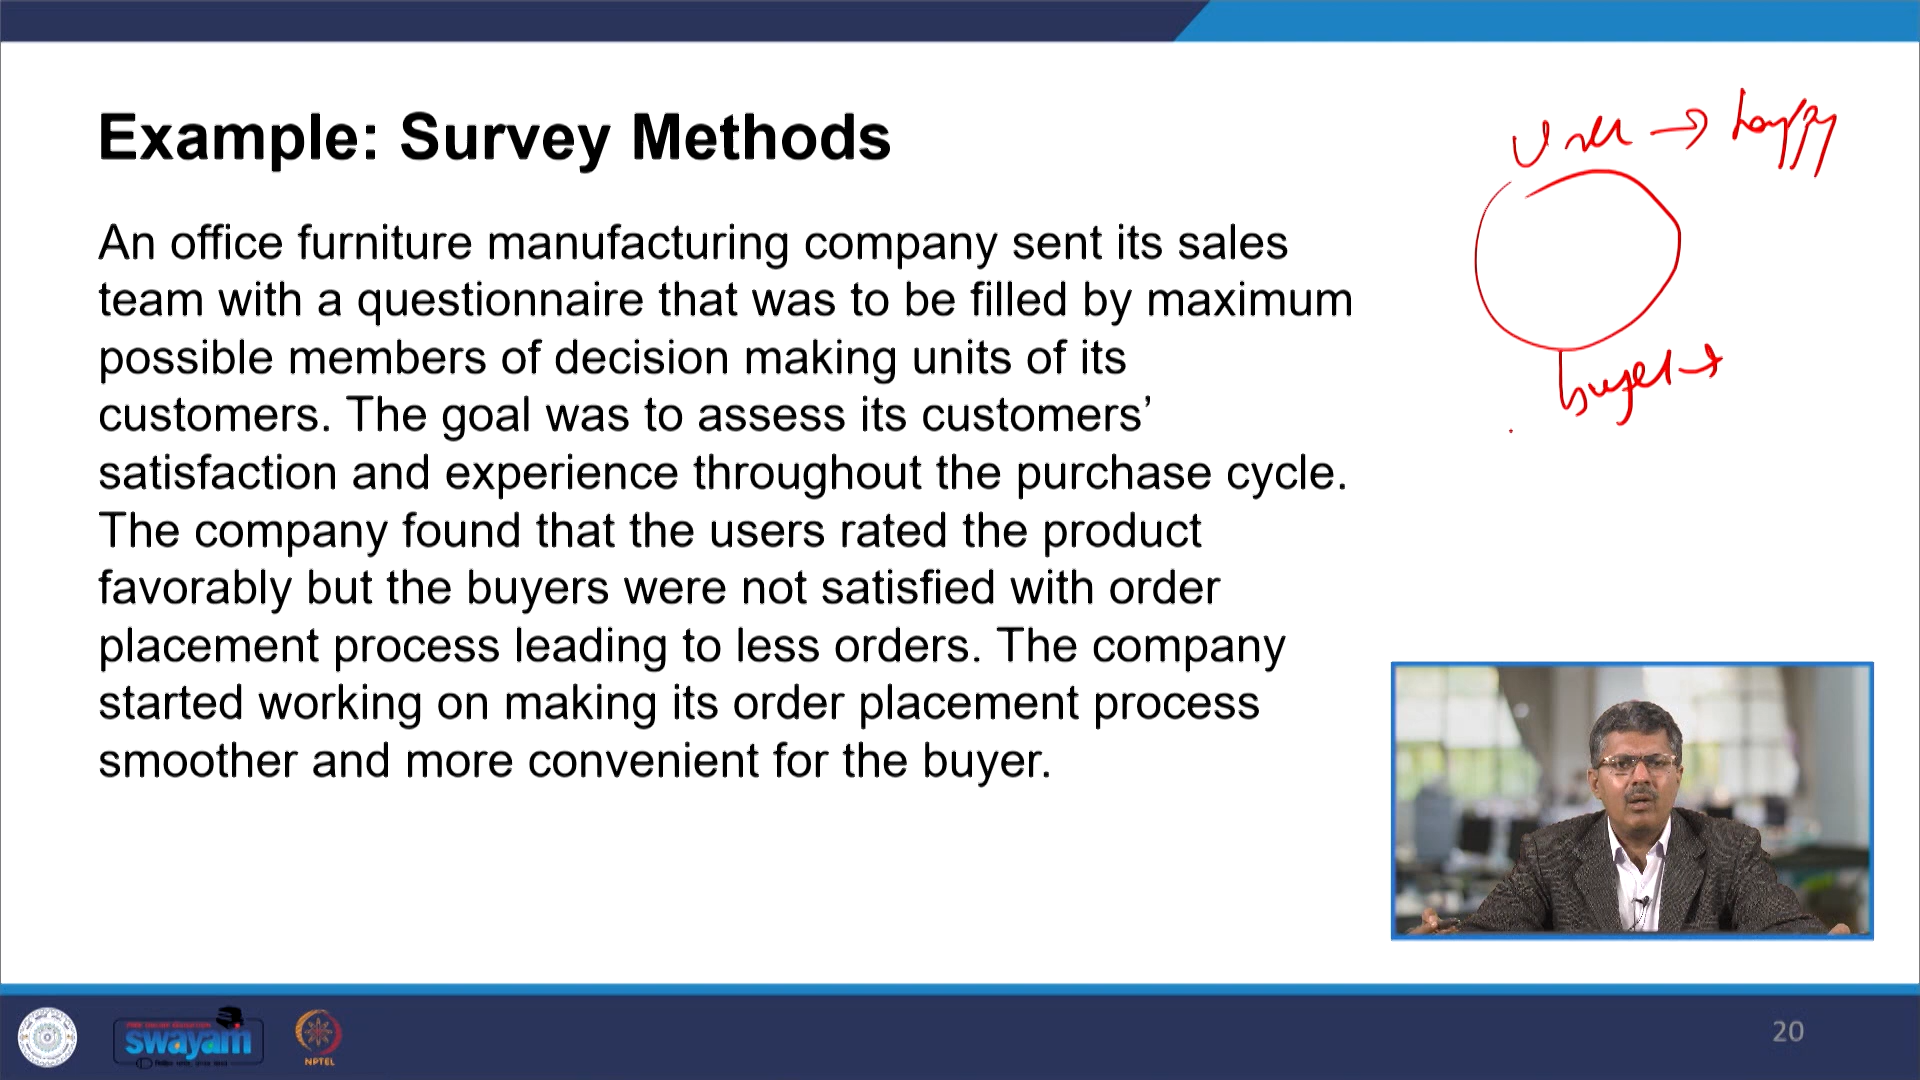 Example: Survey Methods
User → happy
An office furniture manufacturing company sent its sales
team with a questionnaire that was to be filled by maximum
possible members of decision making units of its
customers. The goal was to assess its customers’
satisfaction and experience throughout the purchase cycle.
The company found that the users rated the product
favorably but the buyers were not satisfied with order
placement process leading to less orders. The company
started working on making its order placement process
smoother and more convenient for the buyer.
buyer →
swayam
NPTEL
20